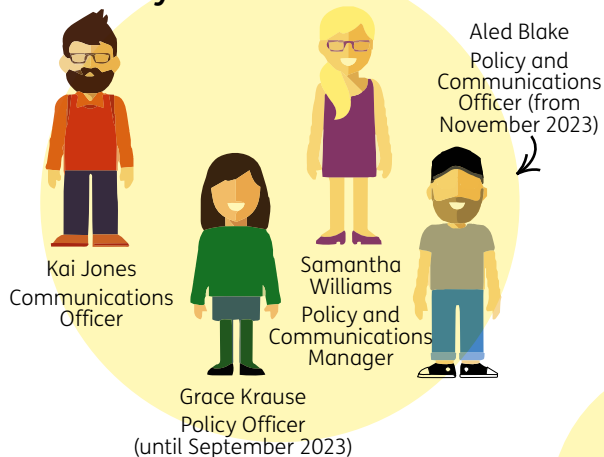 Aled Blake
Policy and
Communications
Officer (from
November 2023)
Kai Jones
Communications
Officer
Samantha
Williams
Policy and
Communications
Manager
Grace Krause
Policy Officer
(until September 2023)